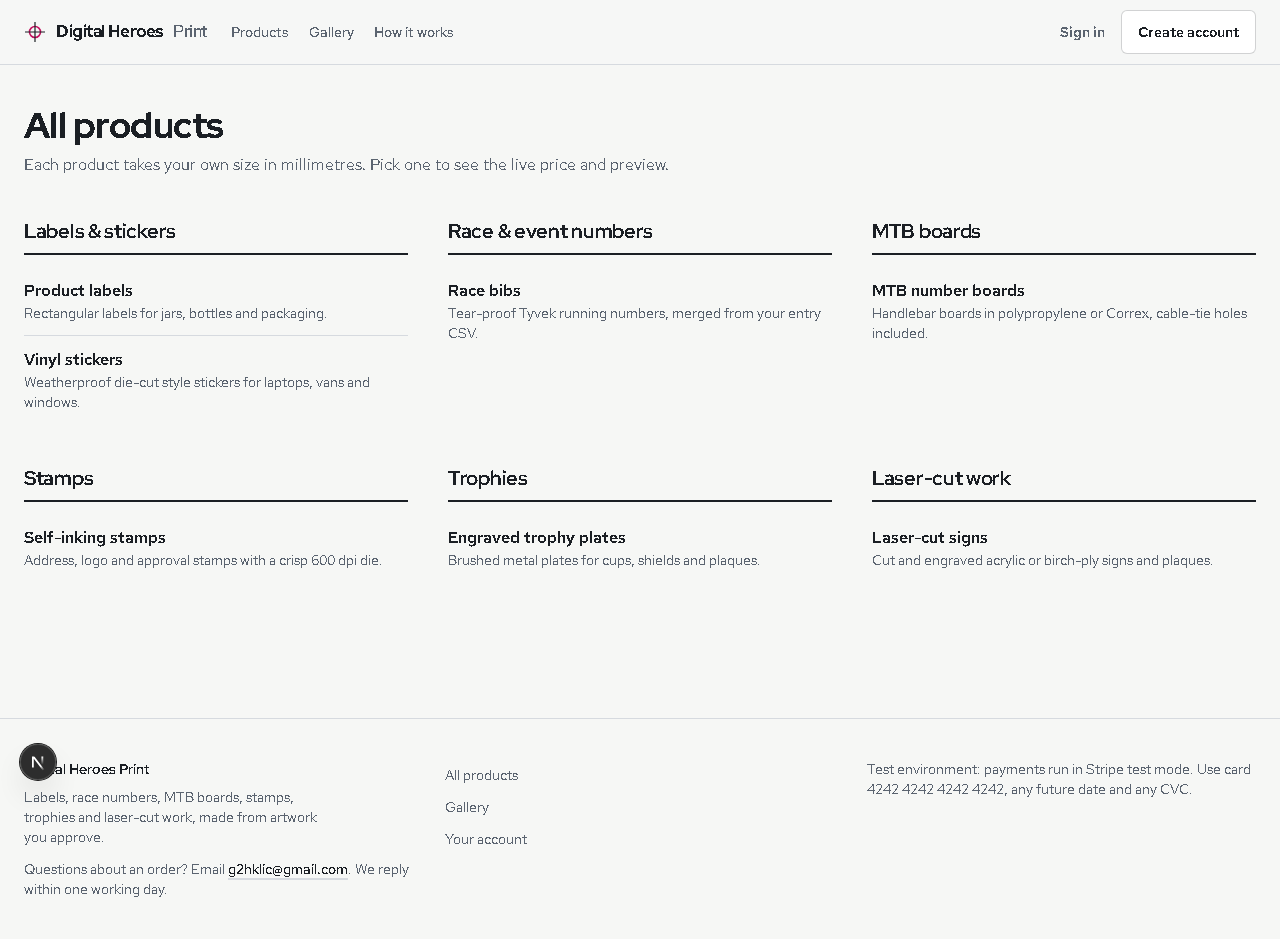 Digital Heroes Print
Products
Gallery
How it works
Sign in
Create account
All products
Each product takes your own size in millimetres. Pick one to see the live price and preview.
Labels & stickers
Product labels
Rectangular labels for jars, bottles and packaging.
Vinyl stickers
Weatherproof die-cut style stickers for laptops, vans and
windows.
Race & event numbers
Race bibs
Tear-proof Tyvek running numbers, merged from your entry
CSV.
MTB boards
MTB number boards
Handlebar boards in polypropylene or Correx, cable-tie holes
included.
Stamps
Self-inking stamps
Address, logo and approval stamps with a crisp 600 dpi die.
Trophies
Engraved trophy plates
Brushed metal plates for cups, shields and plaques.
Laser-cut work
Laser-cut signs
Cut and engraved acrylic or birch-ply signs and plaques.
N
al Heroes Print
Labels, race numbers, MTB boards, stamps,
trophies and laser-cut work, made from artwork
you approve.
Questions about an order? Email g2hklic@gmail.com. We reply
within one working day.
All products
Gallery
Your account
Test environment: payments run in Stripe test mode. Use card
4242 4242 4242 4242, any future date and any CVC.